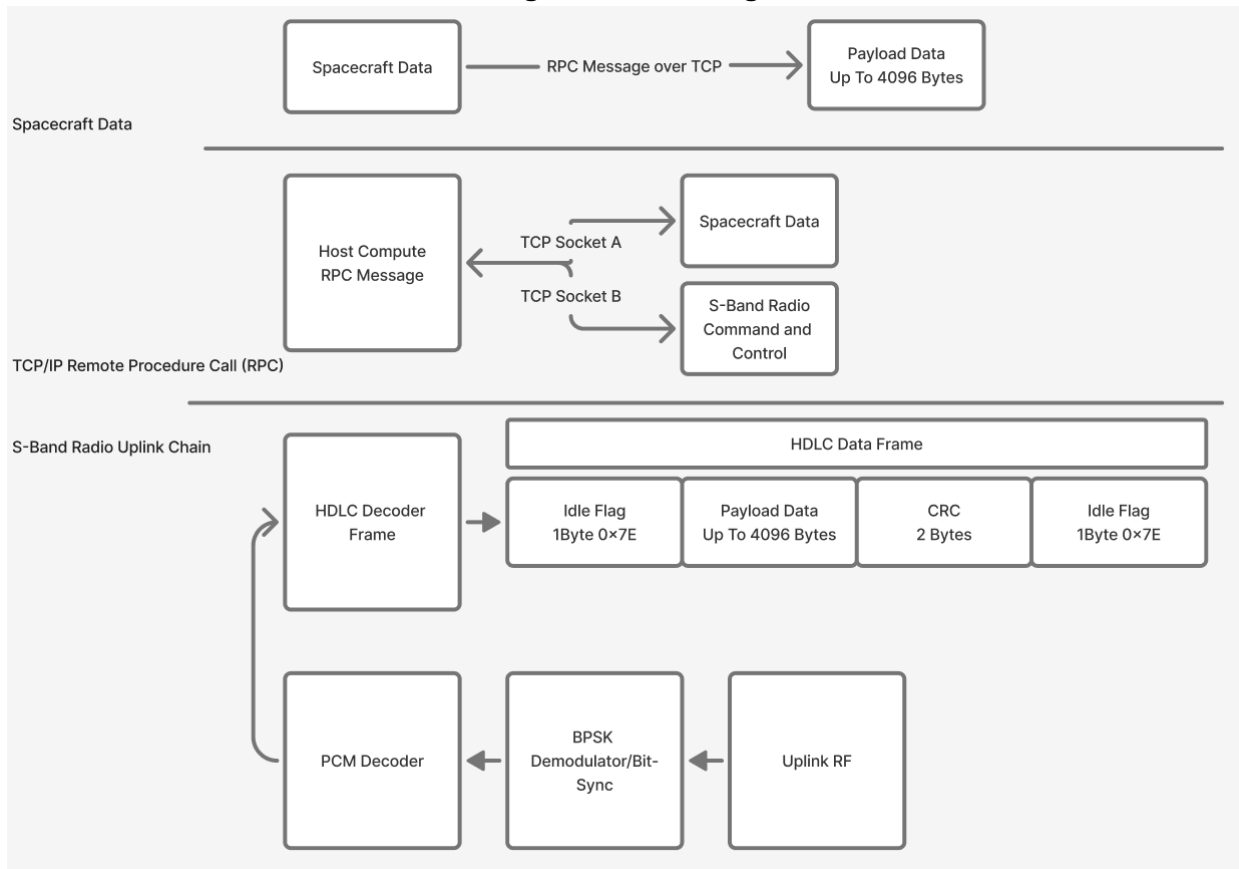 Spacecraft Data
RPC Message over TCP
Payload Data
Up To 4096 Bytes
Spacecraft Data
Host Compute
RPC Message
TCP Socket A
Spacecraft Data
TCP Socket B
S-Band Radio
Command and
Control
TCP/IP Remote Procedure Call (RPC)
S-Band Radio Uplink Chain
HDLC Data Frame
HDLC Decoder
Frame
Idle Flag
1Byte 0×7E
Payload Data
Up To 4096 Bytes
CRC
2 Bytes
Idle Flag
1Byte 0×7E
PCM Decoder
BPSK
Demodulator/Bit-
Sync
Uplink RF